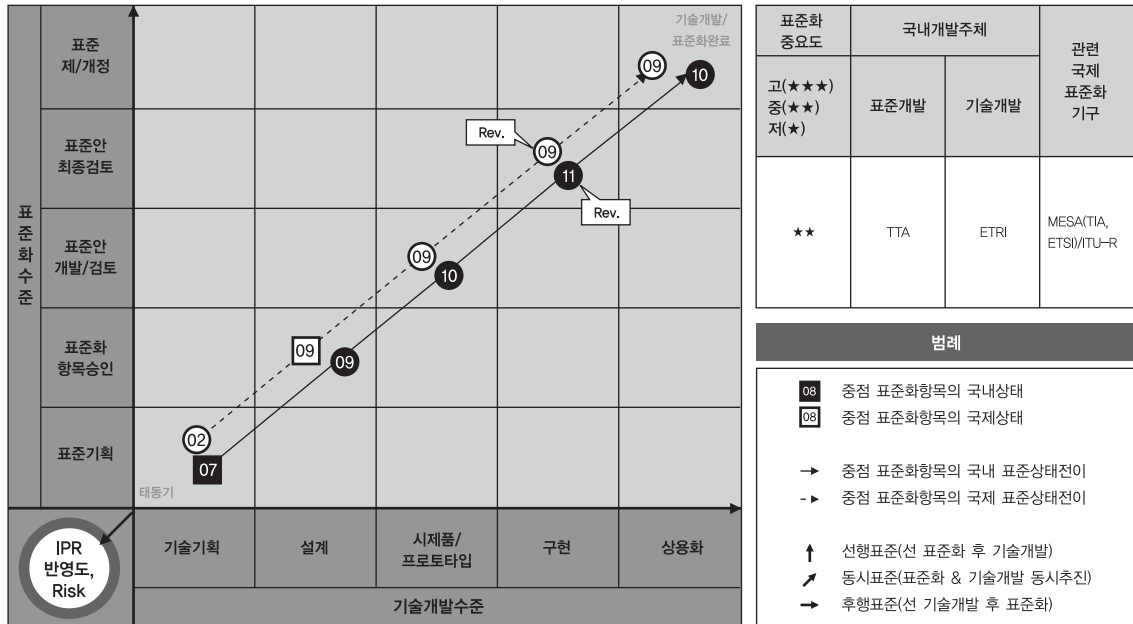 기술개발/
표준화완료
표준
제/개정
09
10
표준안
최종검토
Rev.
09
11
Rev.
표준화수준
표준안
개발/검토
09
10
표준화
항목승인
09
09
표준기획
02
07
태동기
IPR
반영도,
Risk
기술기획
설계
시제품/
프로토타입
구현
상용화
기술개발수준
표준화
중요도
국내개발주체
관련
국제
표준화
기구
고(★★★)
중(★★)
저(★)
표준개발
기술개발
★★
TTA
ETRI
MESA(TIA,
ETSI)/ITU-R
범례
08 중점 표준화항목의 국내상태
08 중점 표준화항목의 국제상태
→ 중점 표준화항목의 국내 표준상태전이
-▸ 중점 표준화항목의 국제 표준상태전이
↑ 선행표준(선 표준화 후 기술개발)
↗ 동시표준(표준화 & 기술개발 동시추진)
→ 후행표준(선 기술개발 후 표준화)